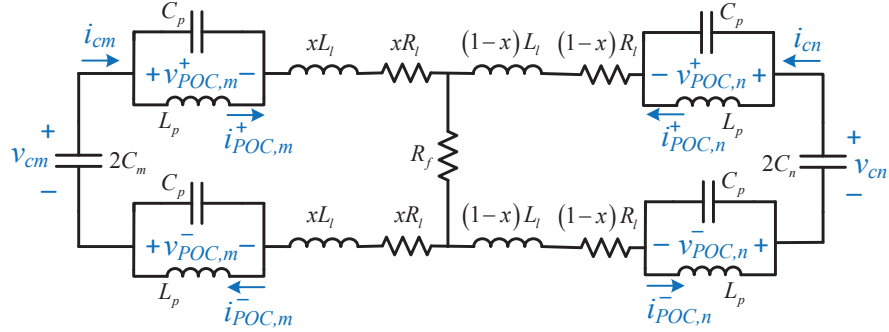 C_p xL_l xR_l (1−x)L_l (1−x)R_l C_p
i_cm + v⁺_POC,m − − v⁺_POC,n + i_cn
L_p i⁺_POC,m i⁺_POC,n L_p
+ v_cm − 2C_m R_f 2C_n + v_cn −
C_p xL_l xR_l (1−x)L_l (1−x)R_l C_p
+ v⁻_POC,m − − v⁻_POC,n +
L_p i⁻_POC,m i⁻_POC,n L_p